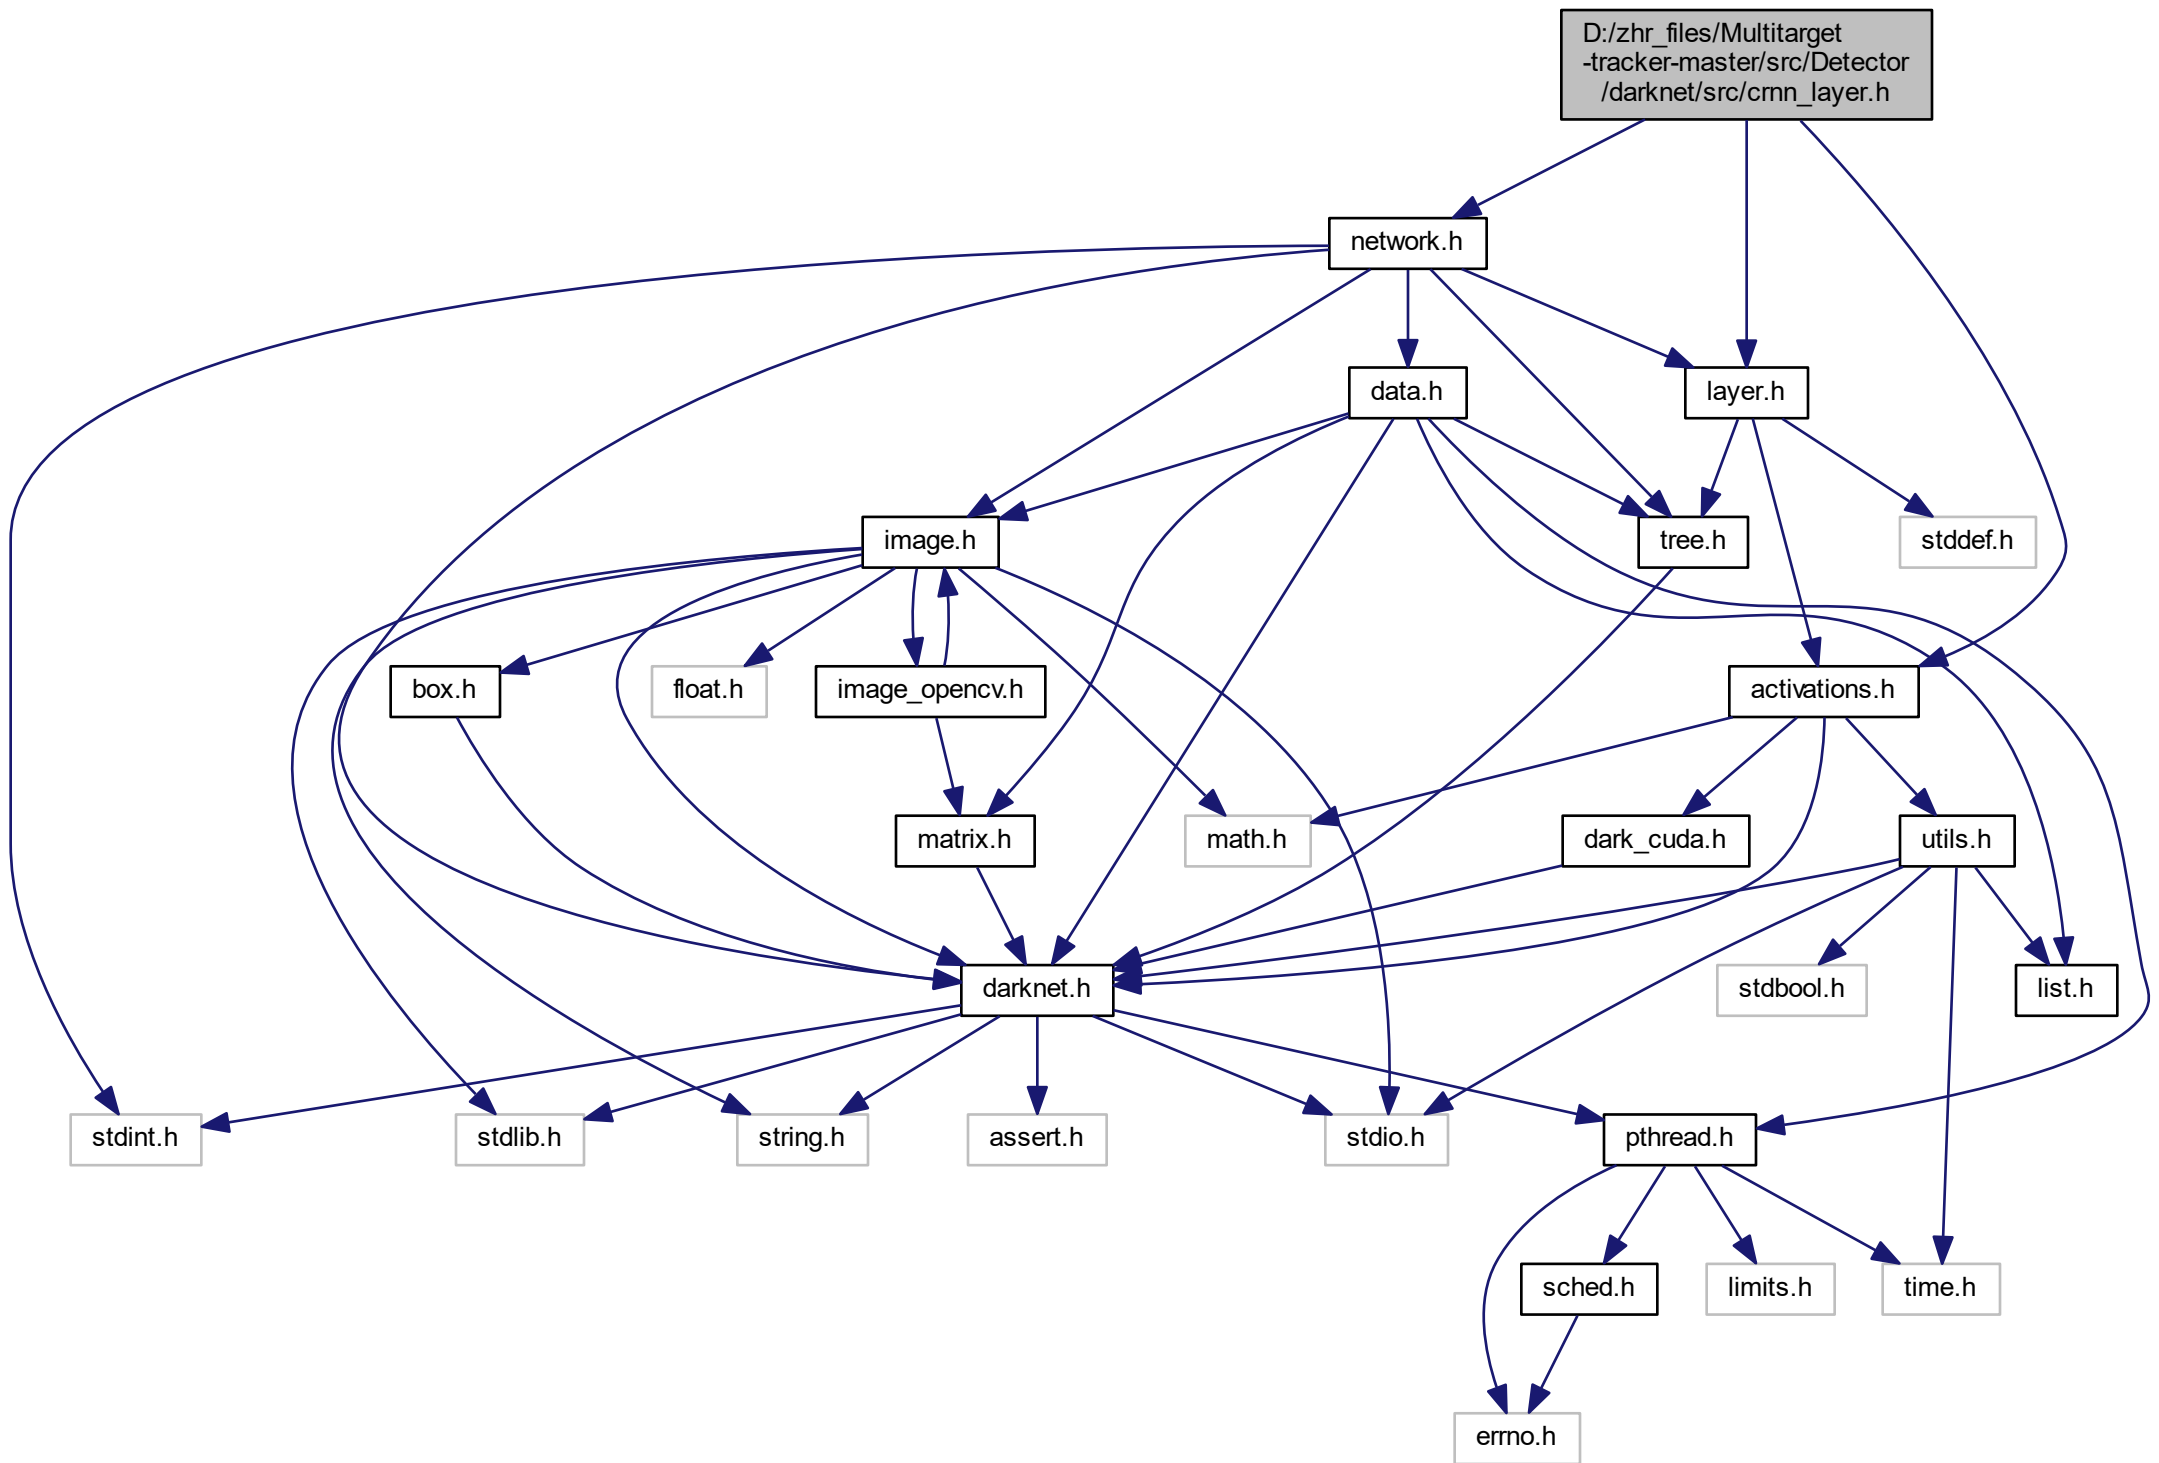 D:/zhr_files/Multitarget
-tracker-master/src/Detector
/darknet/src/crnn_layer.h
network.h
data.h
layer.h
image.h
tree.h
stddef.h
box.h
float.h
image_opencv.h
activations.h
matrix.h
math.h
dark_cuda.h
utils.h
darknet.h
stdbool.h
list.h
stdint.h
stdlib.h
string.h
assert.h
stdio.h
pthread.h
sched.h
limits.h
time.h
errno.h